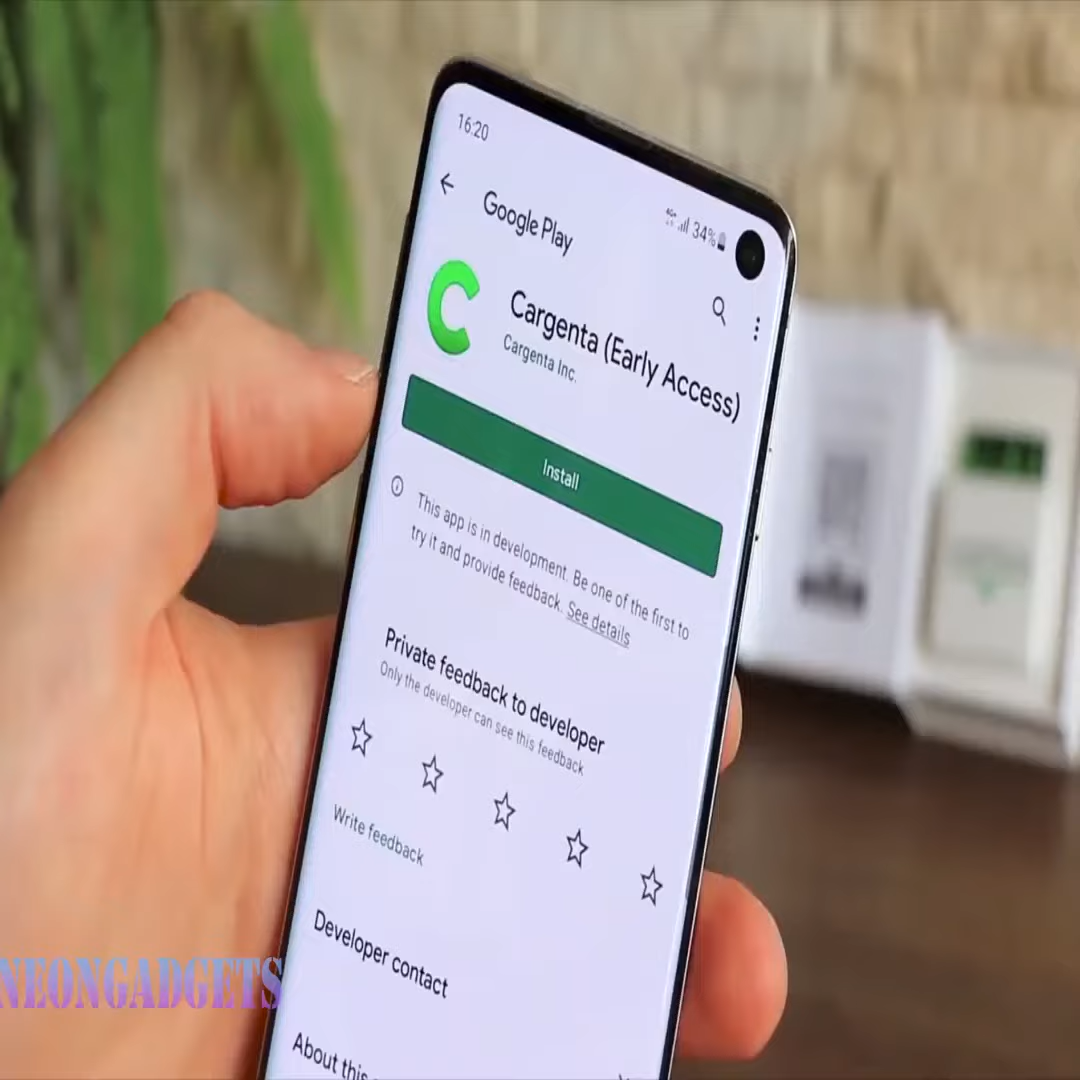 16:20
4G+ 34%
Google Play
Cargenta (Early Access)
Cargenta Inc.
Install
This app is in development. Be one of the first to
try it and provide feedback. See details
Private feedback to developer
Only the developer can see this feedback
Write feedback
Developer contact
About this
NEONGADGETS